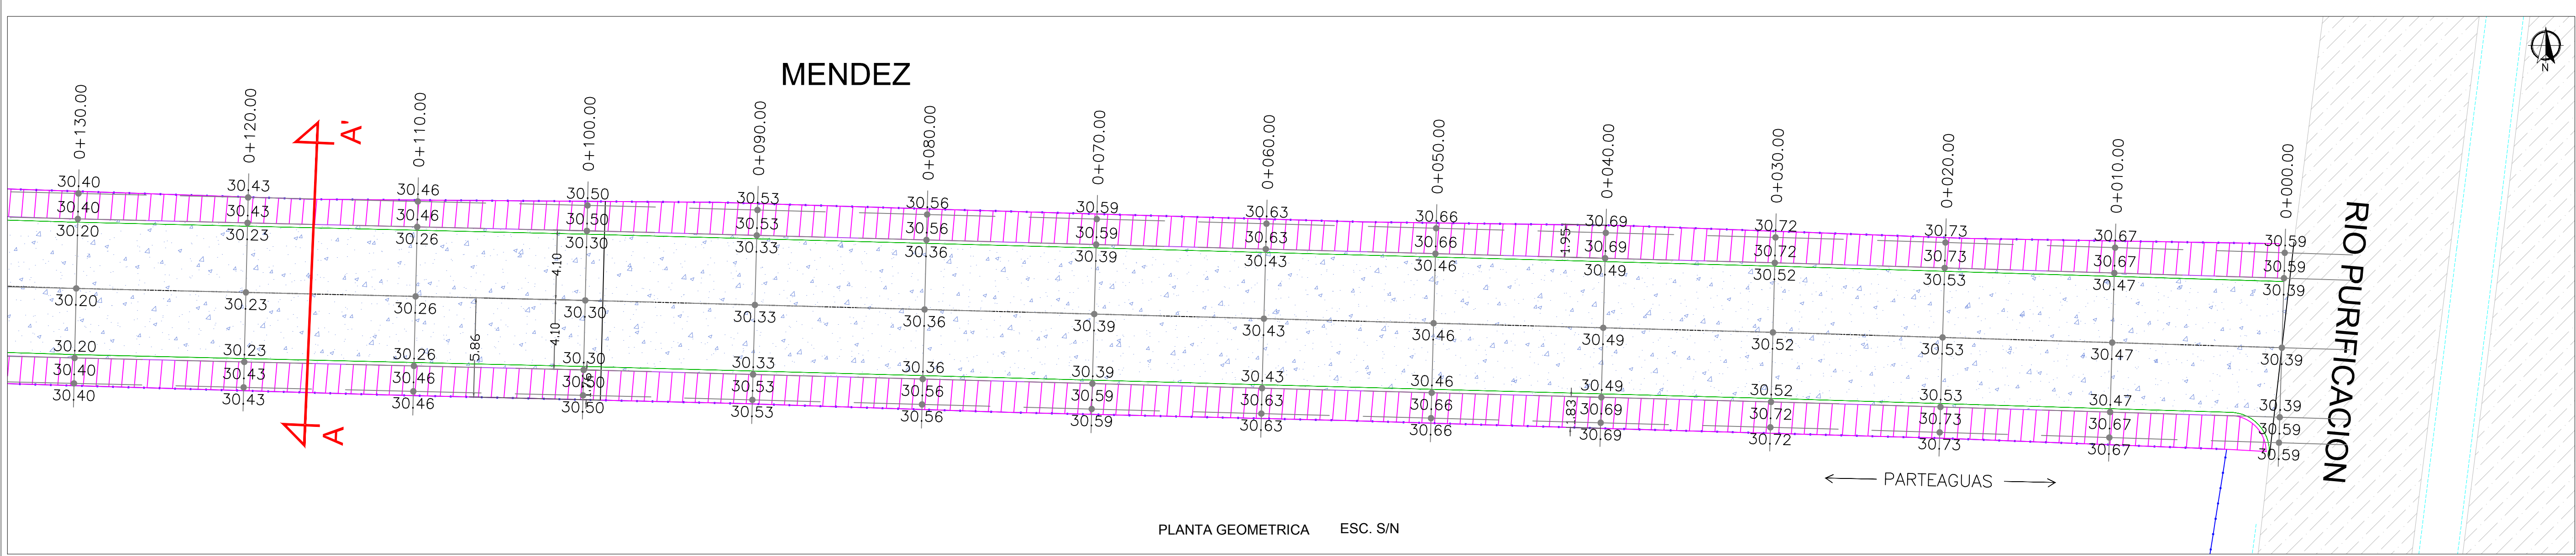 MENDEZ
N
0+130.00 0+120.00 0+110.00 0+100.00 0+090.00 0+080.00 0+070.00 0+060.00 0+050.00 0+040.00 0+030.00 0+020.00 0+010.00 0+000.00
A'
30.40 30.43 30.46 30.50 30.53 30.56 30.59 30.63 30.66 30.69 30.72 30.73 30.67 30.59
30.40 30.43 30.46 30.50 30.53 30.56 30.59 30.63 30.66 30.69 30.72 30.73 30.67 30.59
1.95
30.20 30.23 30.26 30.30 30.33 30.36 30.39 30.43 30.46 30.49 30.52 30.53 30.47 30.39
4.10
30.20 30.23 30.26 30.30 30.33 30.36 30.39 30.43 30.46 30.49 30.52 30.53 30.47 30.39
4.10
5.86
30.20 30.23 30.26 30.30 30.33 30.36 30.39 30.43 30.46 30.49 30.52 30.53 30.47 30.39
30.40 30.43 30.46 30.50 30.53 30.56 30.59 30.63 30.66 30.69 30.72 30.73 30.67 30.59
1.83
30.40 30.43 30.46 30.50 30.53 30.56 30.59 30.63 30.66 30.69 30.72 30.73 30.67 30.59
A
RIO PURIFICACION
PARTEAGUAS
PLANTA GEOMETRICA ESC. S/N